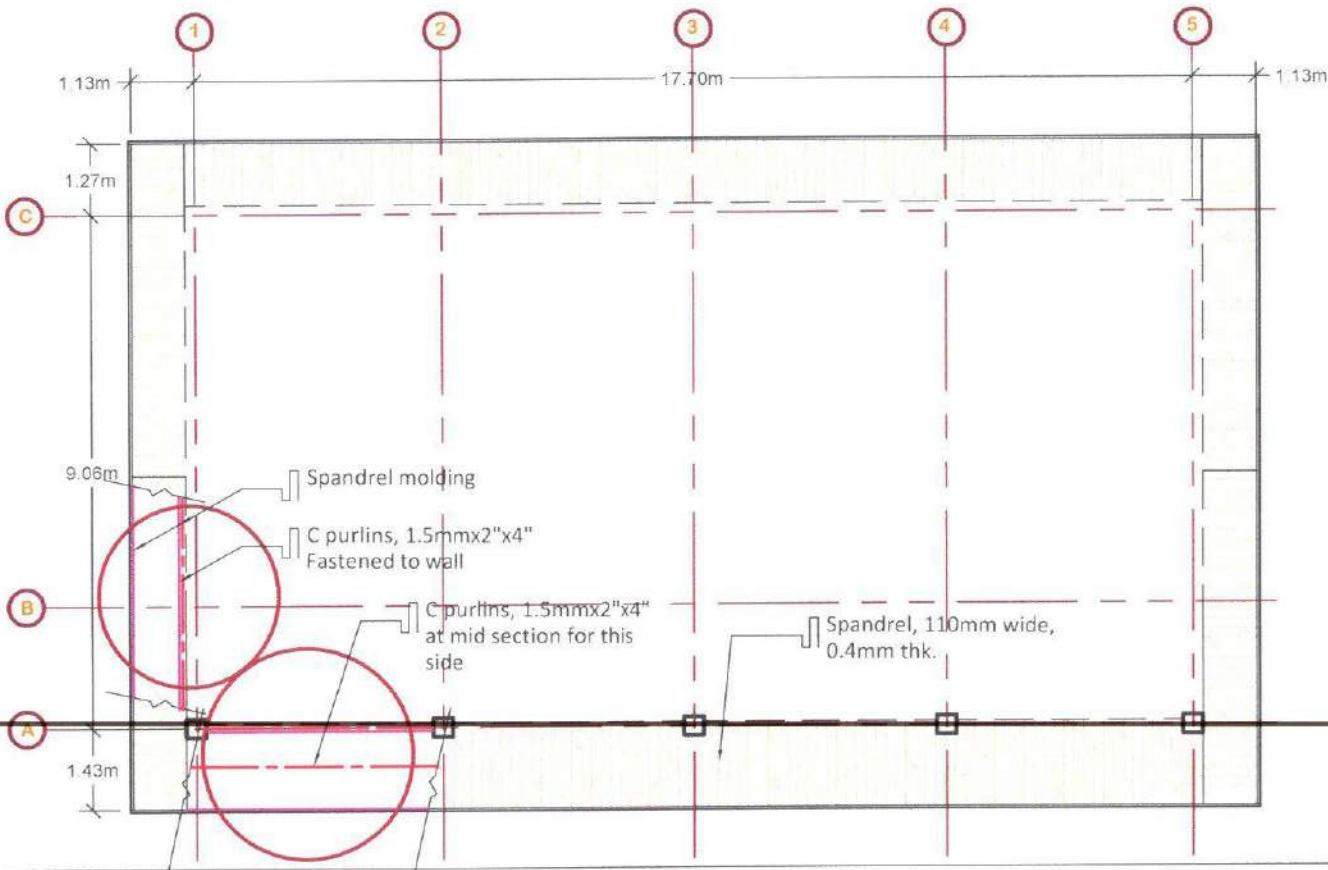 1
2
3
4
5
1.13m
17.70m
1.13m
1.27m
C
9.06m
Spandrel molding
C purlins, 1.5mmx2"x4"
Fastened to wall
B
C purlins, 1.5mmx2"x4"
at mid section for this
side
Spandrel, 110mm wide,
0.4mm thk.
A
1.43m